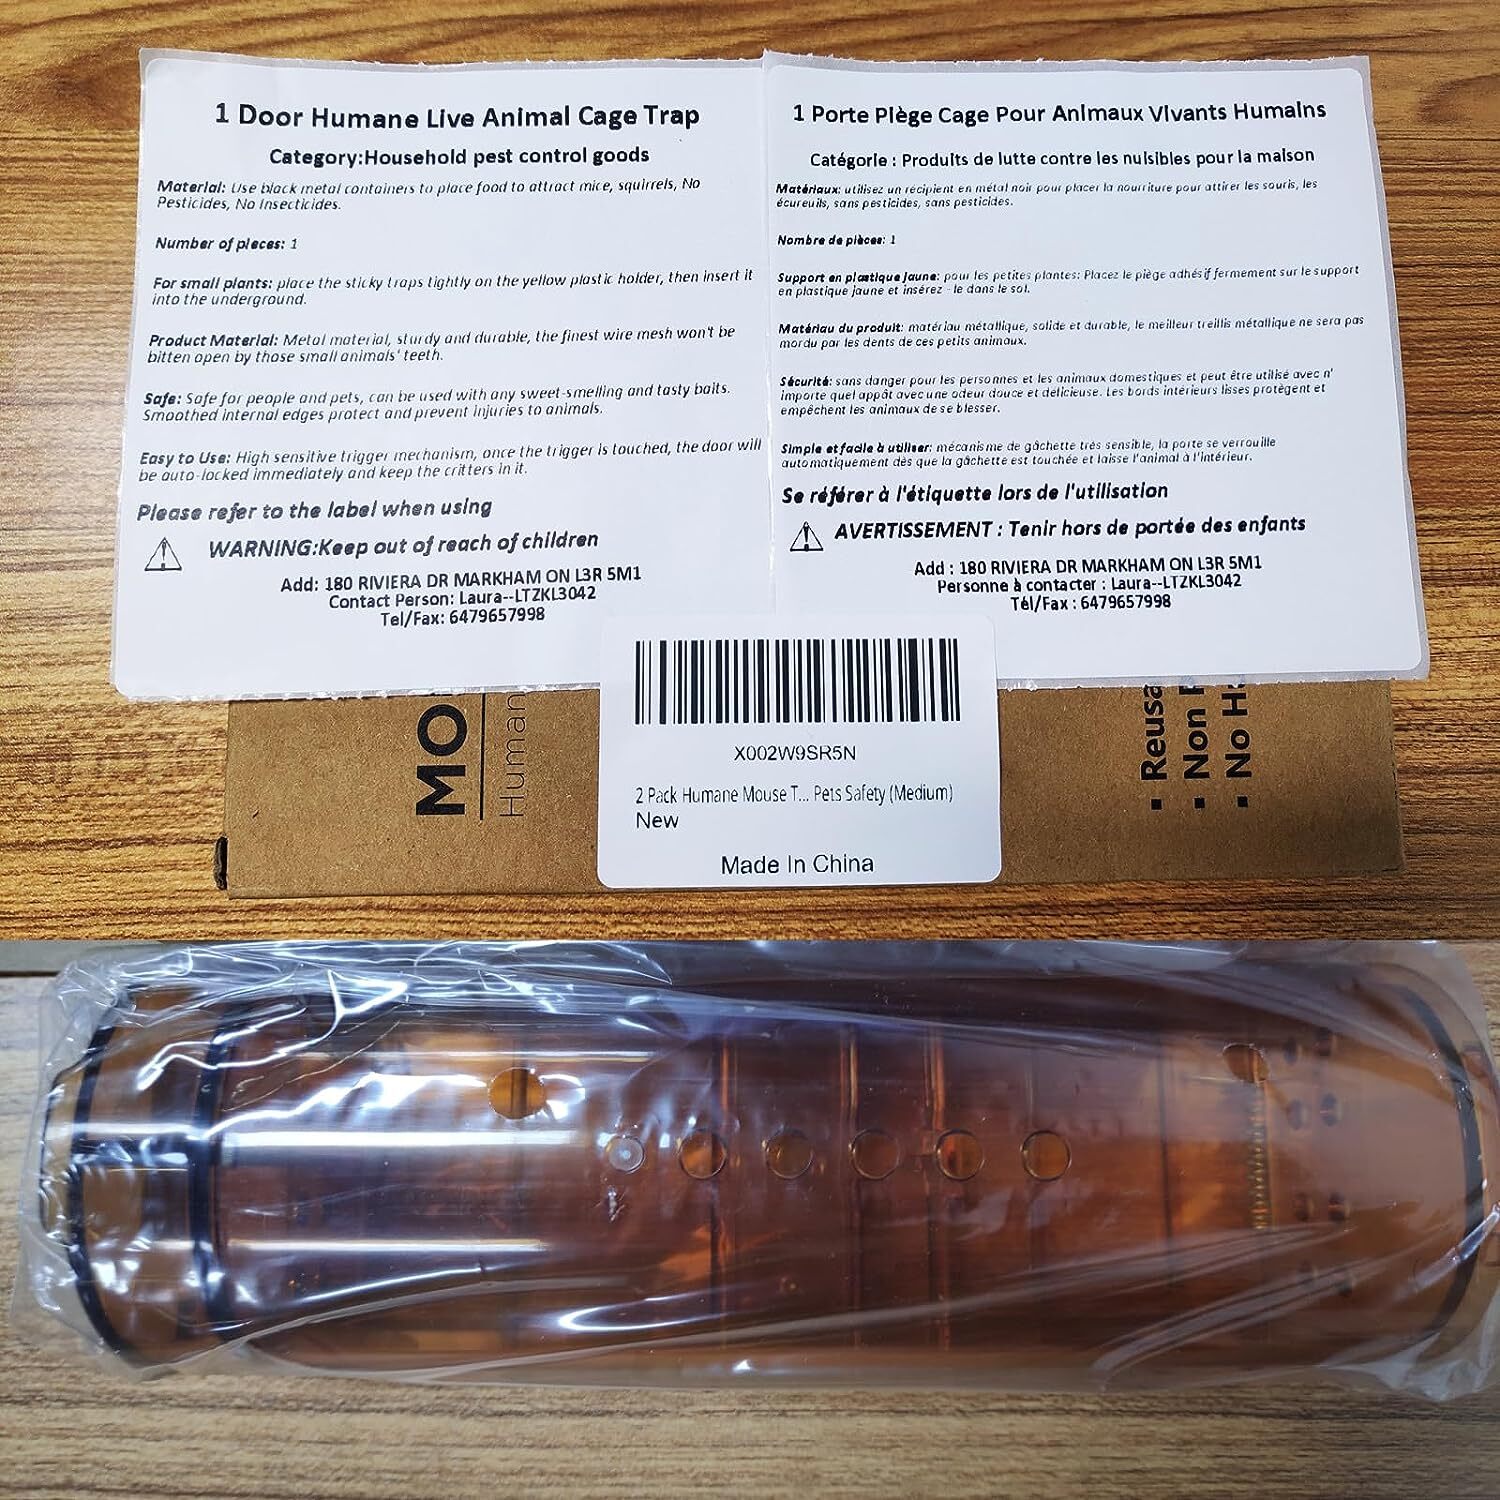 1 Door Humane Live Animal Cage Trap
Category:Household pest control goods
Material: Use black metal containers to place food to attract mice, squirrels, No
Pesticides, No Insecticides.
Number of pieces: 1
For small plants: place the sticky traps tightly on the yellow plastic holder, then insert it
into the underground.
Product Material: Metal material, sturdy and durable, the finest wire mesh won't be
bitten open by those small animals' teeth.
Safe: Safe for people and pets, can be used with any sweet-smelling and tasty baits.
Smoothed internal edges protect and prevent injuries to animals.
Easy to Use: High sensitive trigger mechanism, once the trigger is touched, the door will
be auto-locked immediately and keep the critters in it.
Please refer to the label when using
WARNING:Keep out of reach of children
Add: 180 RIVIERA DR MARKHAM ON L3R 5M1
Contact Person: Laura--LTZKL3042
Tel/Fax: 6479657998
1 Porte Piège Cage Pour Animaux Vivants Humains
Catégorie : Produits de lutte contre les nuisibles pour la maison
Matériaux: utilisez un récipient en métal noir pour placer la nourriture pour attirer les souris, les
écureuils, sans pesticides, sans pesticides.
Nombre de pièces: 1
Support en plastique jaune: pour les petites plantes: Placez le piège adhésif fermement sur le support
en plastique jaune et insérez - le dans le sol.
Matériau du produit: matériau métallique, solide et durable, le meilleur treillis métallique ne sera pas
mordu par les dents de ces petits animaux.
Sécurité: sans danger pour les personnes et les animaux domestiques et peut être utilisé avec n'
importe quel appât avec une odeur douce et délicieuse. Les bords intérieurs lisses protègent et
empêchent les animaux de se blesser.
Simple et facile à utiliser: mécanisme de gâchette très sensible, la porte se verrouille
automatiquement dès que la gâchette est touchée et laisse l'animal à l'intérieur.
Se référer à l'étiquette lors de l'utilisation
AVERTISSEMENT : Tenir hors de portée des enfants
Add : 180 RIVIERA DR MARKHAM ON L3R 5M1
Personne à contacter : Laura--LTZKL3042
Tél/Fax : 6479657998
MO
Human
X002W9SR5N
2 Pack Humane Mouse T... Pets Safety (Medium)
New
Made In China
▪ Reusa
▪ Non
▪ No H